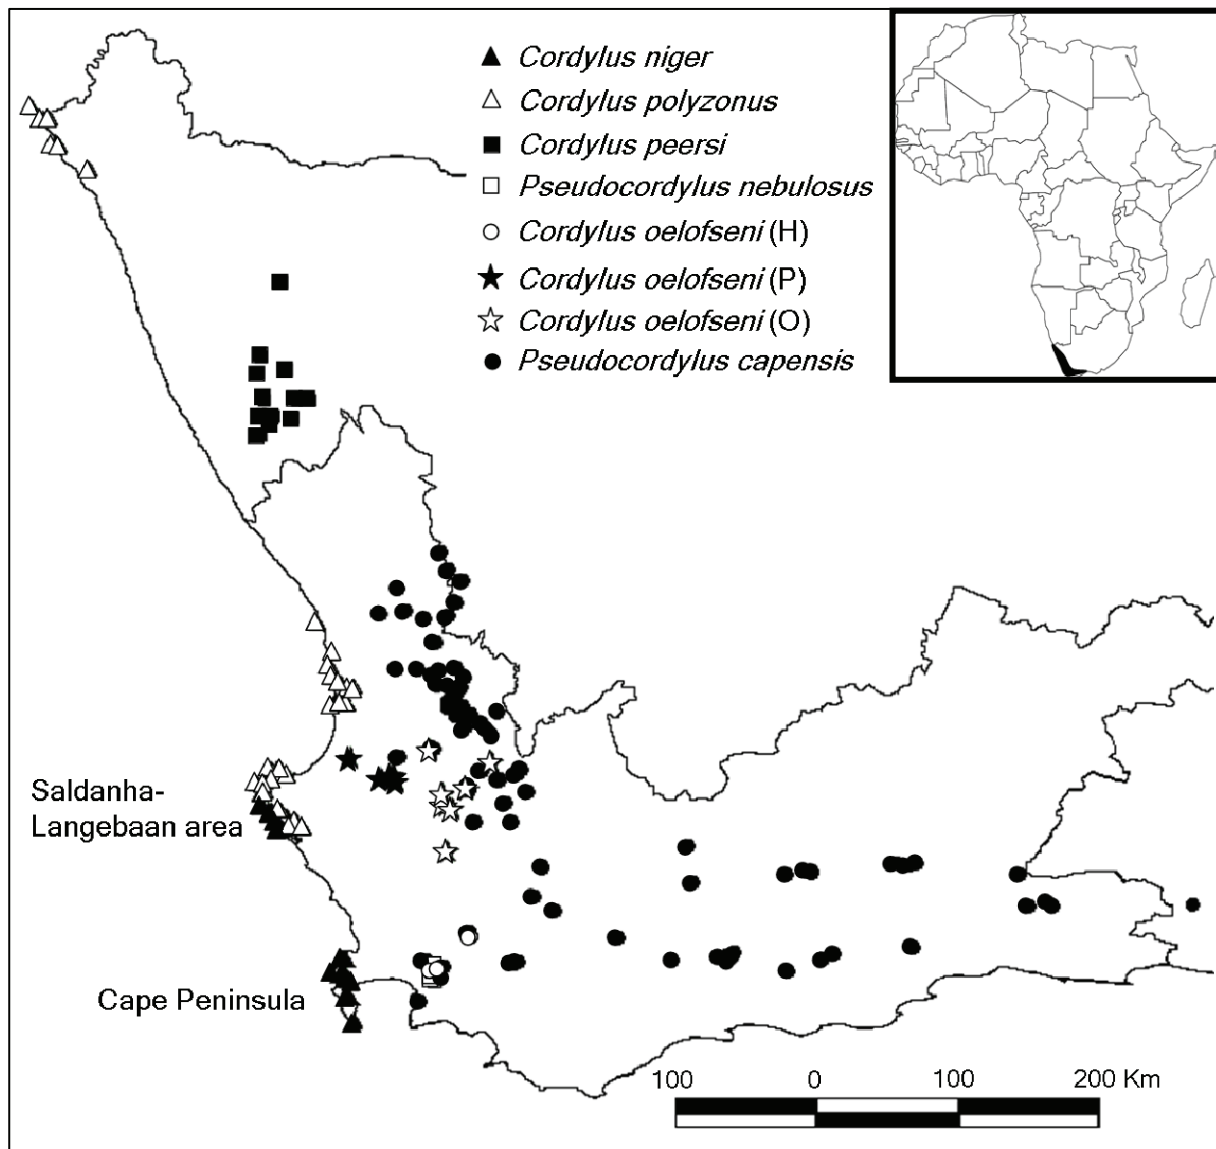 Cordylus niger
Cordylus polyzonus
Cordylus peersi
Pseudocordylus nebulosus
Cordylus oelofseni (H)
Cordylus oelofseni (P)
Cordylus oelofseni (O)
Pseudocordylus capensis
Saldanha-
Langebaan area
Cape Peninsula
100 0 100 200 Km